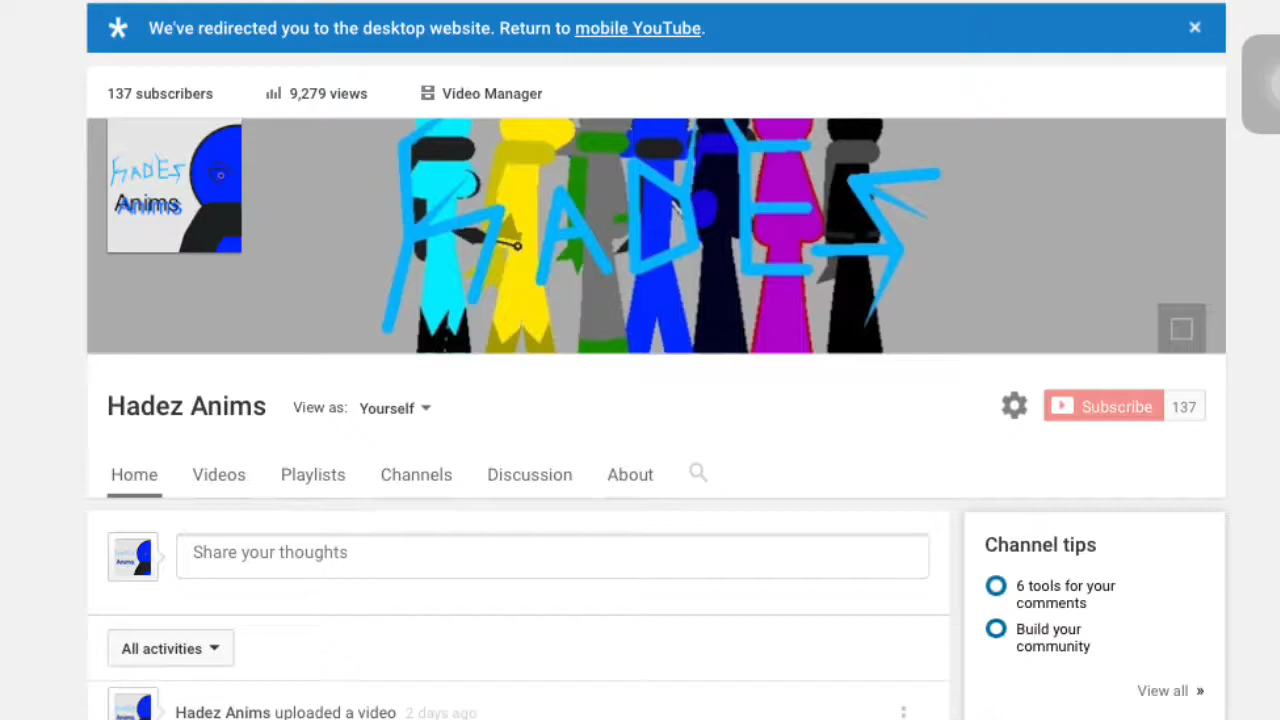 We've redirected you to the desktop website. Return to mobile YouTube.
137 subscribers 9,279 views Video Manager
HADES
Anims
HADES
Hadez Anims View as: Yourself Subscribe 137
Home Videos Playlists Channels Discussion About
Share your thoughts
Channel tips
6 tools for your
comments
Build your
community
View all »
All activities
Hadez Anims uploaded a video 2 days ago